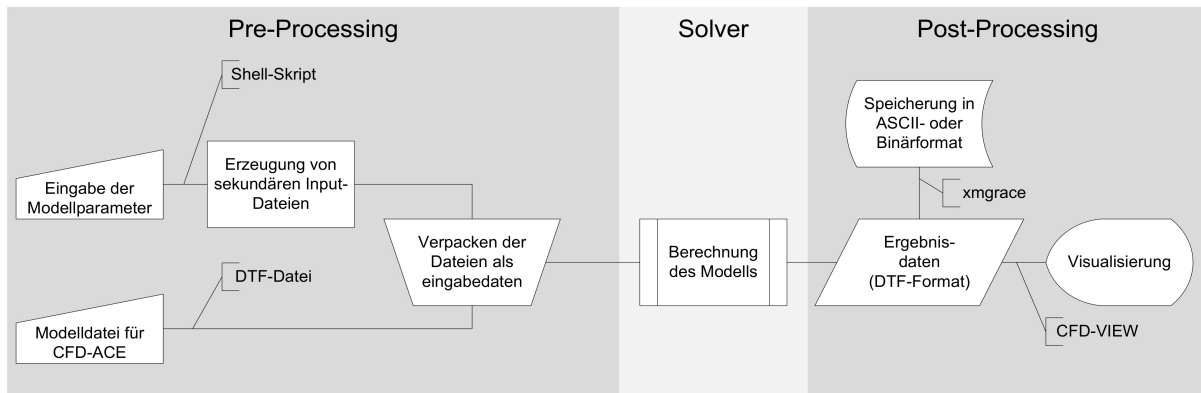 Pre-Processing
Solver
Post-Processing
Shell-Skript
Eingabe der
Modellparameter
Erzeugung von
sekundären Input-
Dateien
DTF-Datei
Modelldatei für
CFD-ACE
Verpacken der
Dateien als
eingabedaten
Berechnung
des Modells
Speicherung in
ASCII- oder
Binärformat
xmgrace
Ergebnis-
daten
(DTF-Format)
Visualisierung
CFD-VIEW